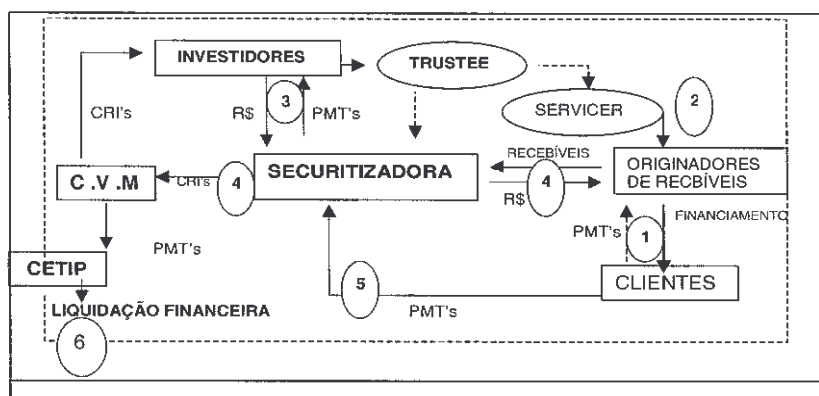 INVESTIDORES
TRUSTEE
SERVICER
2
CRI's
R$
3
PMT's
C .V .M
CRI's
4
SECURITIZADORA
RECEBÍVEIS
R$
4
ORIGINADORES
DE RECBÍVEIS
PMT's
FINANCIAMENTO
1
CETIP
PMT's
CLIENTES
5
PMT's
LIQUIDAÇÃO FINANCEIRA
6